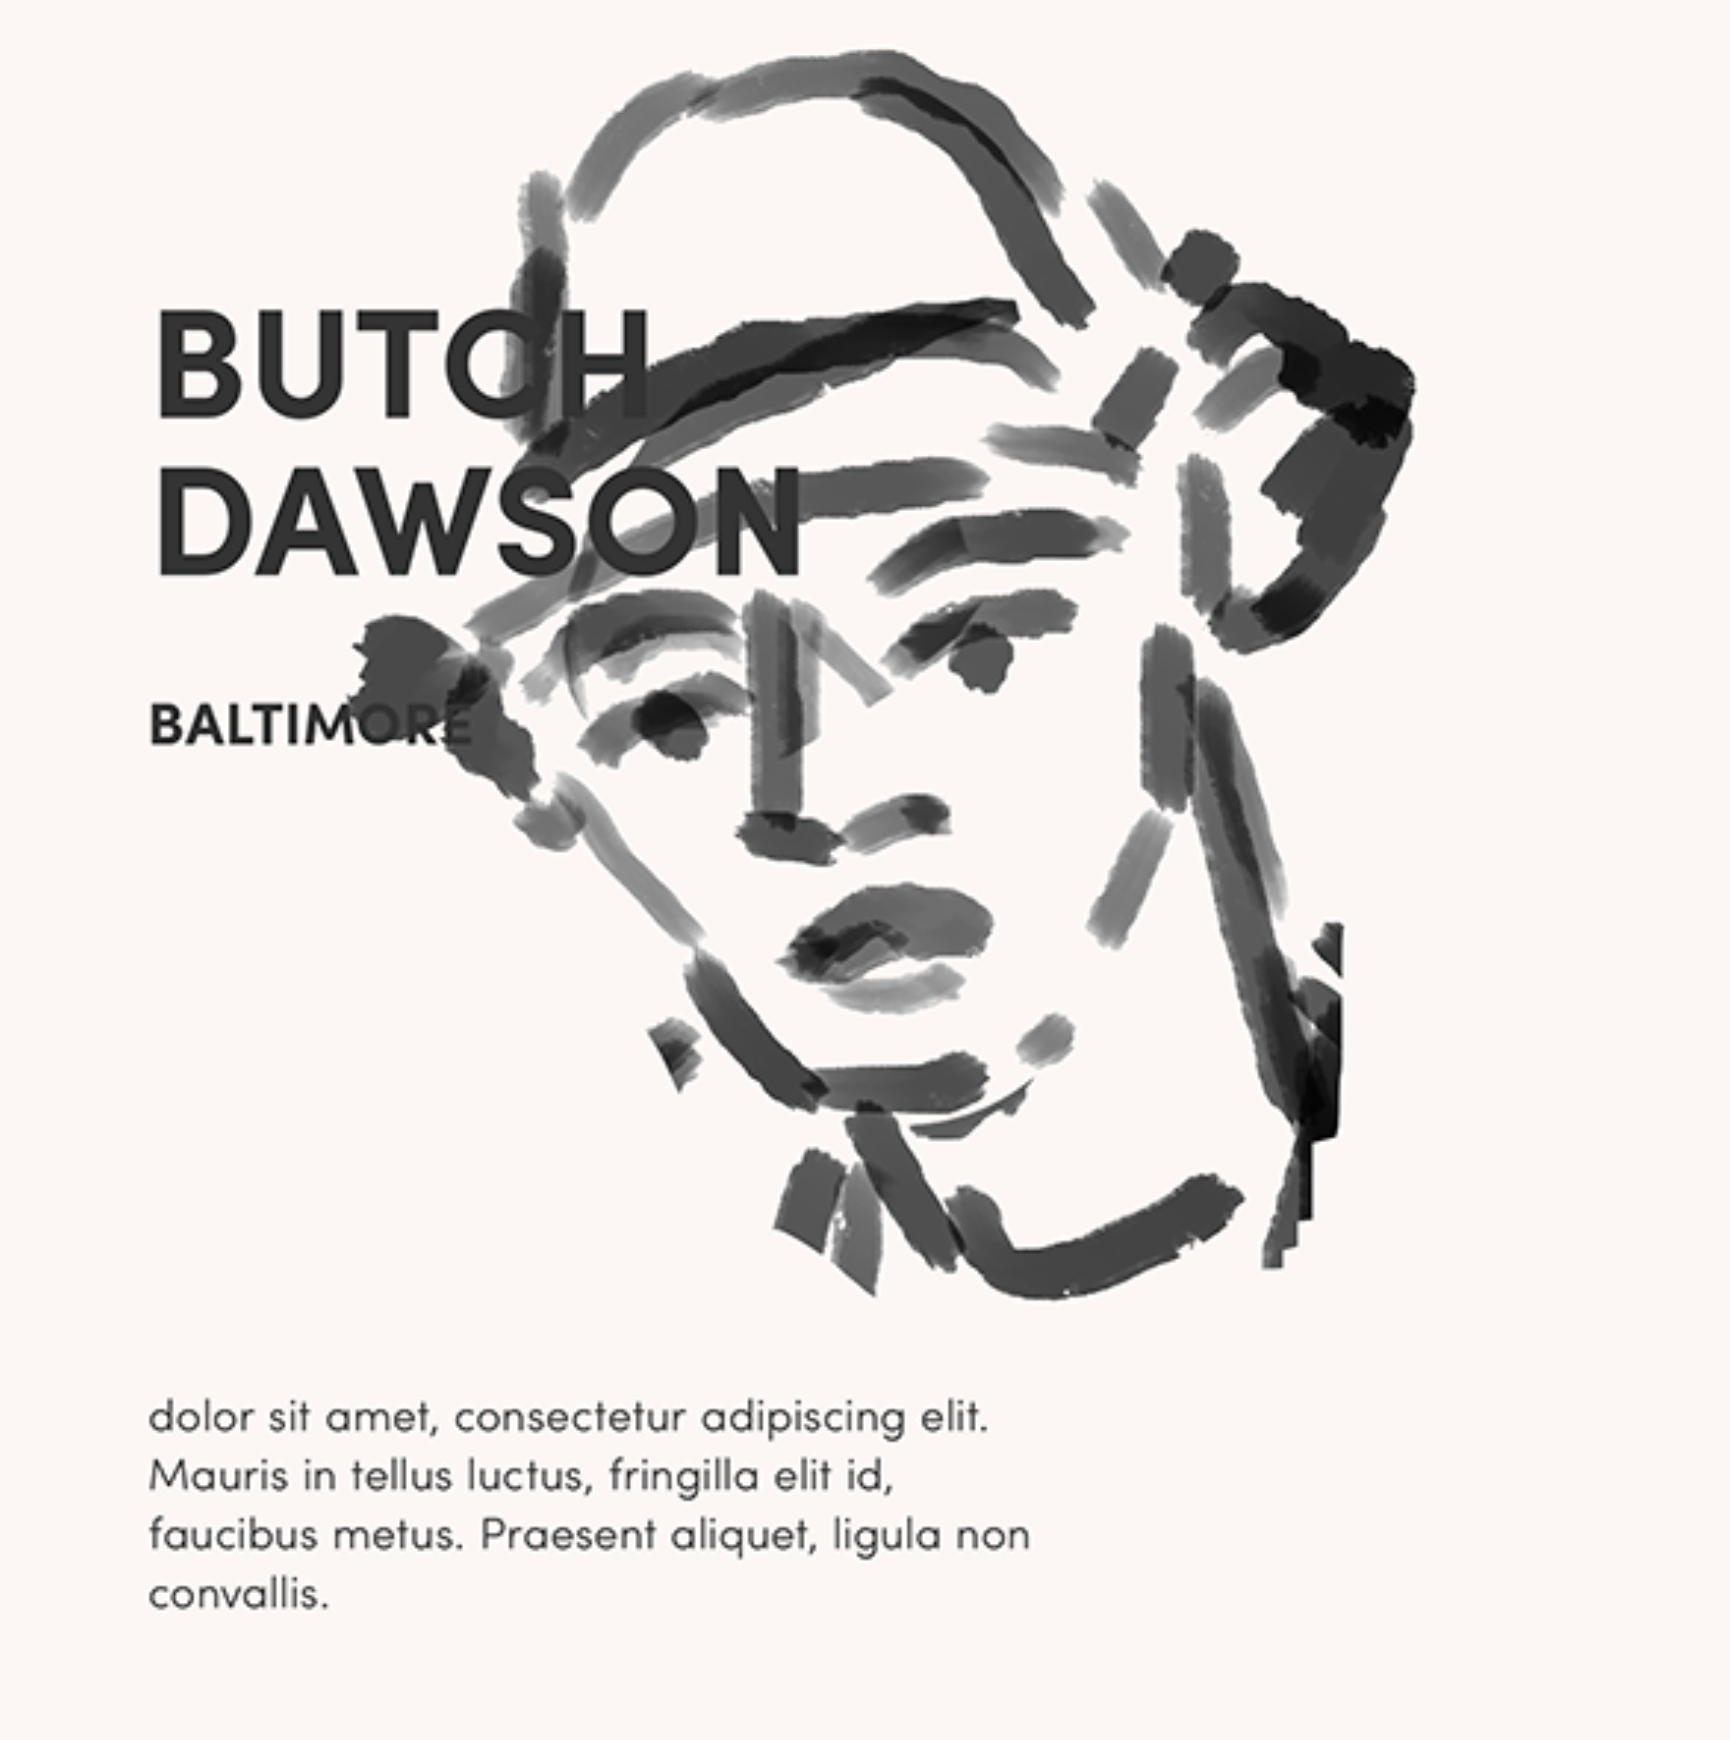 BUTCH
DAWSON
BALTIMORE
dolor sit amet, consectetur adipiscing elit.
Mauris in tellus luctus, fringilla elit id,
faucibus metus. Praesent aliquet, ligula non
convallis.